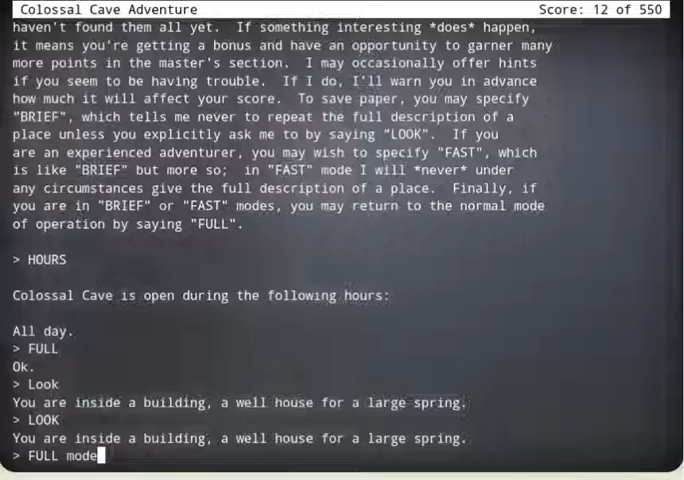 Colossal Cave Adventure Score: 12 of 550
haven't found them all yet. If something interesting *does* happen,
it means you're getting a bonus and have an opportunity to garner many
more points in the master's section. I may occasionally offer hints
if you seem to be having trouble. If I do, I'll warn you in advance
how much it will affect your score. To save paper, you may specify
"BRIEF", which tells me never to repeat the full description of a
place unless you explicitly ask me to by saying "LOOK". If you
are an experienced adventurer, you may wish to specify "FAST", which
is like "BRIEF" but more so; in "FAST" mode I will *never* under
any circumstances give the full description of a place. Finally, if
you are in "BRIEF" or "FAST" modes, you may return to the normal mode
of operation by saying "FULL".
> HOURS
Colossal Cave is open during the following hours:
All day.
> FULL
Ok.
> Look
You are inside a building, a well house for a large spring.
> LOOK
You are inside a building, a well house for a large spring.
> FULL mode